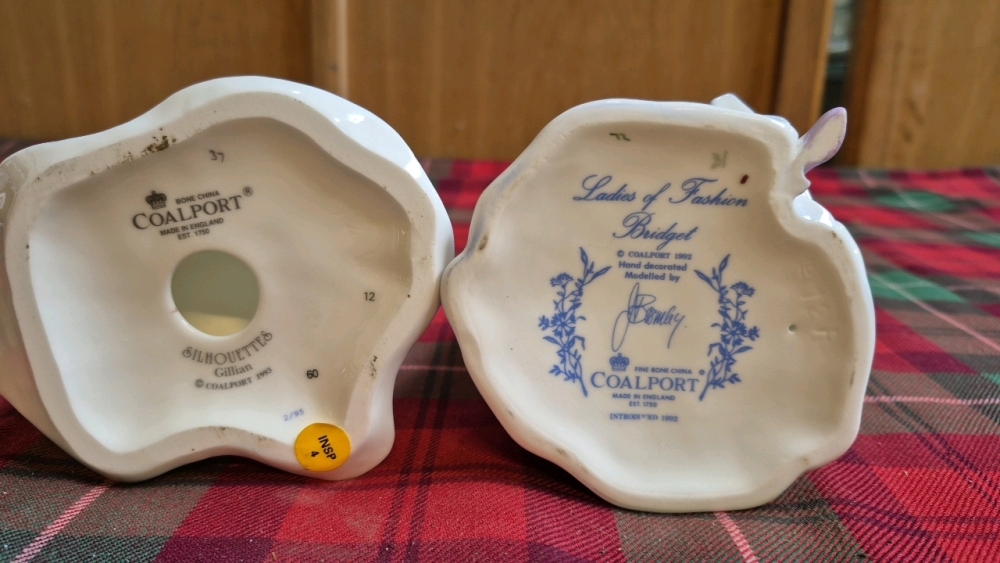 37
BONE CHINA
COALPORT®
MADE IN ENGLAND
EST. 1750
12
SILHOUETTES
Gillian
© COALPORT 1993
60
2/95
INSP
4
Ladies of Fashion
Bridget
© COALPORT 1992
Hand decorated
Modelled by
JBromley
FINE BONE CHINA
COALPORT®
MADE IN ENGLAND
EST. 1750
1992